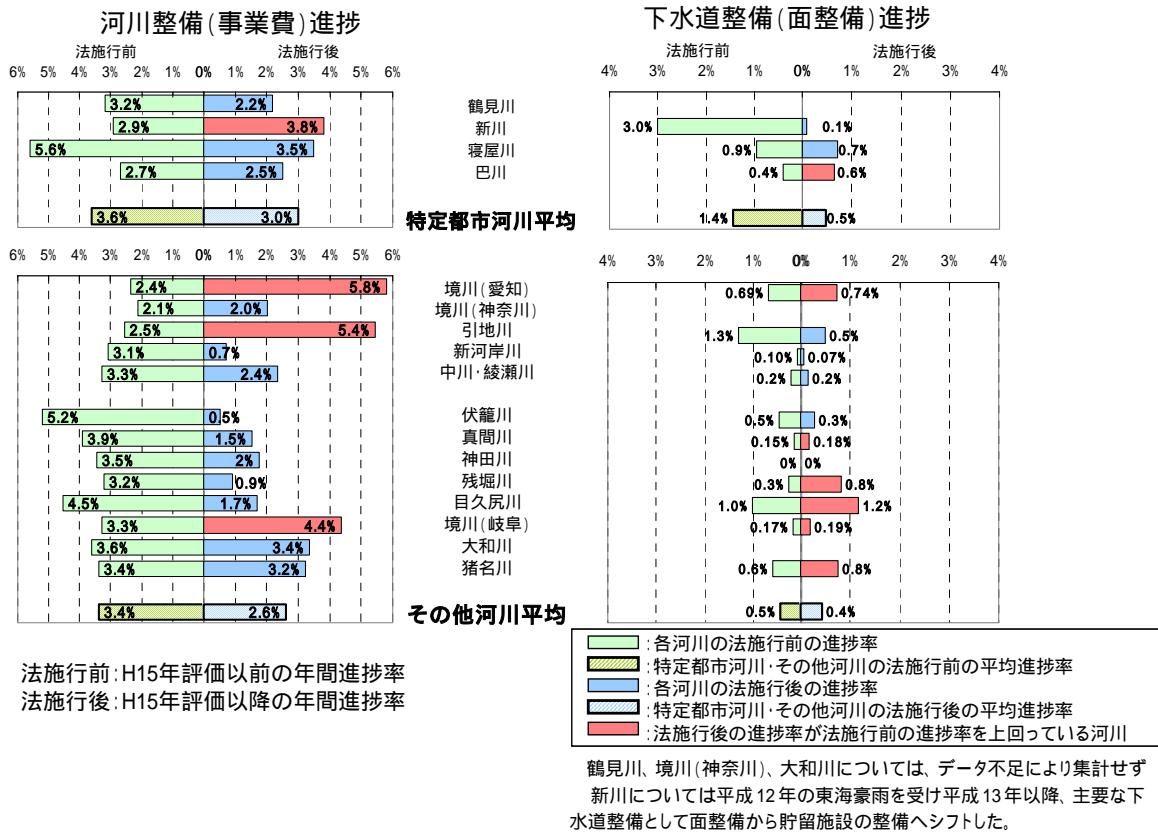 河川整備(事業費)進捗
法施行前 法施行後
6% 5% 4% 3% 2% 1% 0% 1% 2% 3% 4% 5% 6%
3.2% 2.2%
2.9% 3.8%
5.6% 3.5%
2.7% 2.5%
3.6% 3.0%
下水道整備(面整備)進捗
法施行前 法施行後
4% 3% 2% 1% 0% 1% 2% 3% 4%
鶴見川
新川 3.0% 0.1%
寝屋川 0.9% 0.7%
巴川 0.4% 0.6%
特定都市河川平均 1.4% 0.5%
6% 5% 4% 3% 2% 1% 0% 1% 2% 3% 4% 5% 6%
2.4% 5.8%
2.1% 2.0%
2.5% 5.4%
3.1% 0.7%
3.3% 2.4%
5.2% 0.5%
3.9% 1.5%
3.5% 2%
3.2% 0.9%
4.5% 1.7%
3.3% 4.4%
3.6% 3.4%
3.4% 3.2%
3.4% 2.6%
4% 3% 2% 1% 0% 1% 2% 3% 4%
境川(愛知) 0.69% 0.74%
境川(神奈川)
引地川 1.3% 0.5%
新河岸川 0.10% 0.07%
中川・綾瀬川 0.2% 0.2%
伏籠川 0.5% 0.3%
真間川 0.15% 0.18%
神田川 0% 0%
残堀川 0.3% 0.8%
目久尻川 1.0% 1.2%
境川(岐阜) 0.17% 0.19%
大和川
猪名川 0.6% 0.8%
その他河川平均 0.5% 0.4%
法施行前:H15年評価以前の年間進捗率
法施行後:H15年評価以降の年間進捗率
:各河川の法施行前の進捗率
:特定都市河川・その他河川の法施行前の平均進捗率
:各河川の法施行後の進捗率
:特定都市河川・その他河川の法施行後の平均進捗率
:法施行後の進捗率が法施行前の進捗率を上回っている河川
鶴見川、境川(神奈川)、大和川については、データ不足により集計せず
新川については平成12年の東海豪雨を受け平成13年以降、主要な下
水道整備として面整備から貯留施設の整備へシフトした。